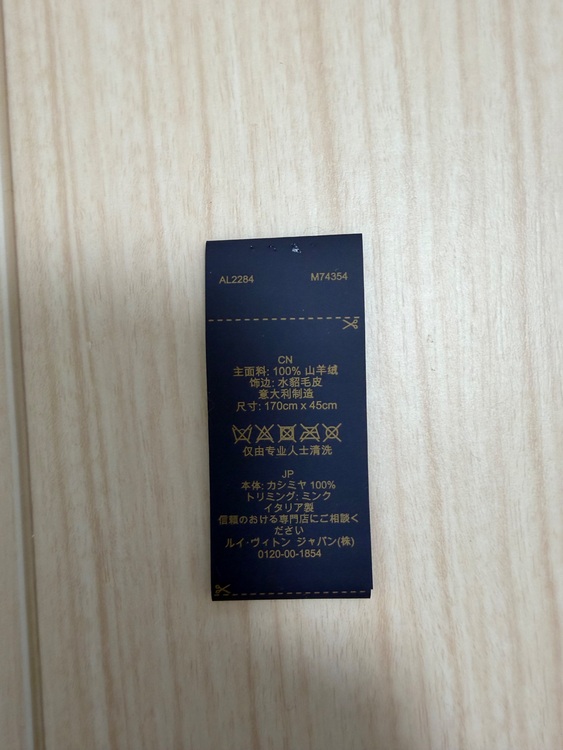 AL2284 M74354
CN
主面料: 100% 山羊绒
饰边: 水貂毛皮
意大利制造
尺寸: 170cm x 45cm
仅由专业人士清洗
JP
本体: カシミヤ 100%
トリミング: ミンク
イタリア製
信頼のおける専門店にご相談く
ださい
ルイ·ヴィトン ジャパン(株)
0120-00-1854